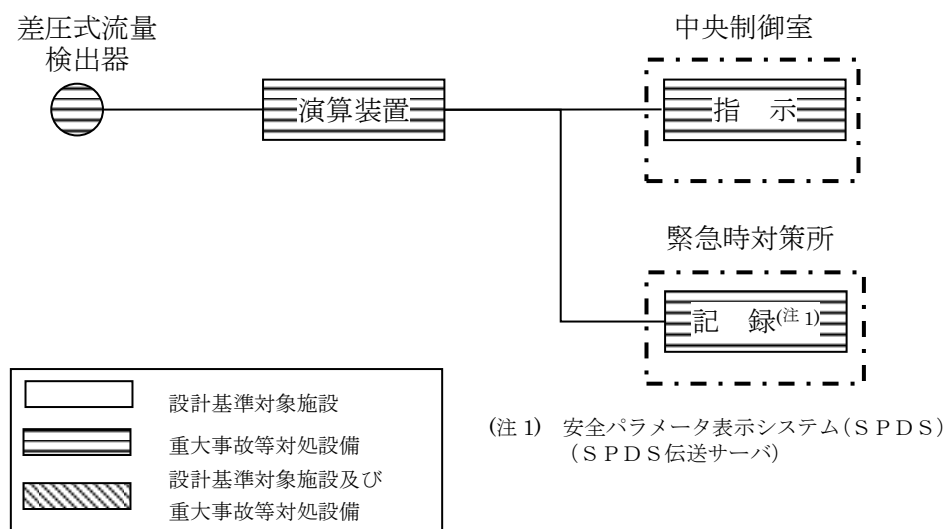 差圧式流量
検出器
演算装置
中央制御室
指　示
緊急時対策所
記　録(注 1)
設計基準対象施設
重大事故等対処設備
設計基準対象施設及び
重大事故等対処設備
(注 1)　安全パラメータ表示システム(ＳＰＤＳ)
(ＳＰＤＳ伝送サーバ)